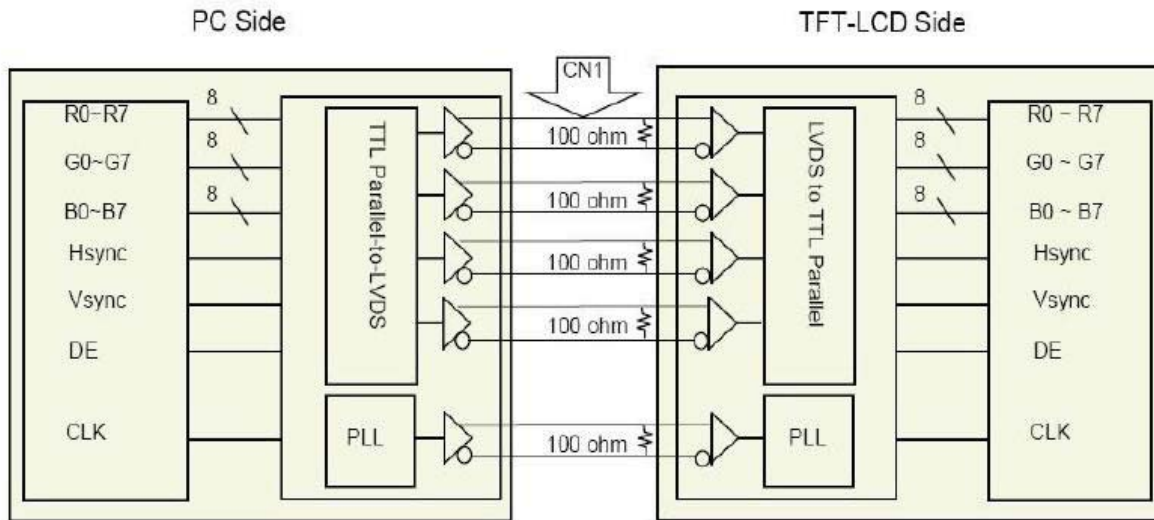 PC Side
TFT-LCD Side
CN1
R0~R7
8
G0~G7
8
B0~B7
8
Hsync
Vsync
DE
CLK
TTL Parallel-to-LVDS
PLL
100 ohm
100 ohm
100 ohm
100 ohm
100 ohm
LVDS to TTL Parallel
PLL
8
R0 ~ R7
8
G0 ~ G7
8
B0 ~ B7
Hsync
Vsync
DE
CLK